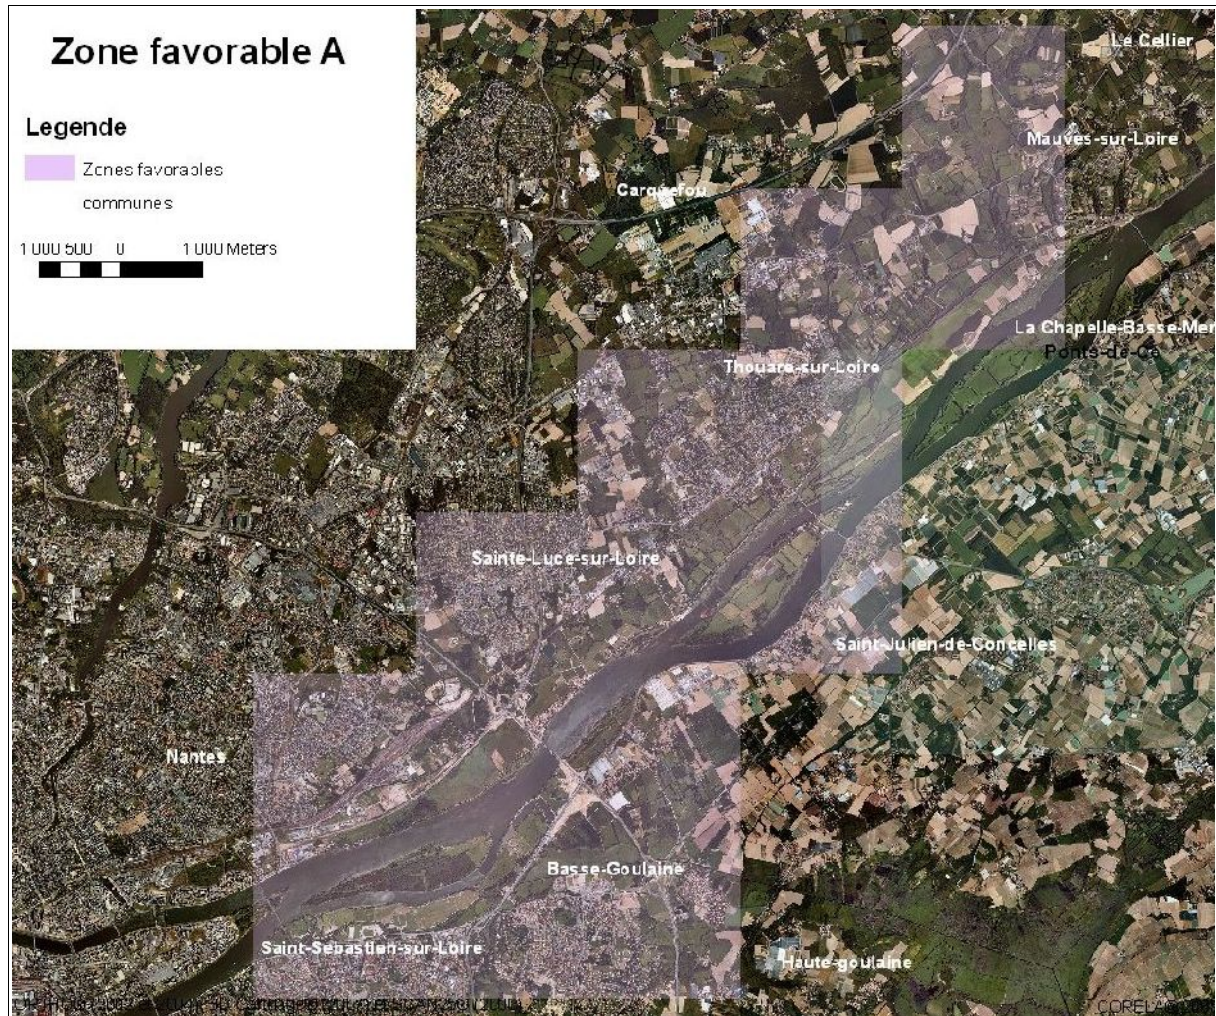 Zone favorable A
Legende
Zones favorables
communes
1 000 500 0 1 000 Meters
Le Cellier
Mauves-sur-Loire
Carquefou
La Chapelle-Basse-Mer
Ponts-de-Cé
Thouare-sur-Loire
Sainte-Luce-sur-Loire
Saint-Julien-de-Concelles
Nantes
Basse-Goulaine
Saint-Sebastien-sur-Loire
Haute-goulaine